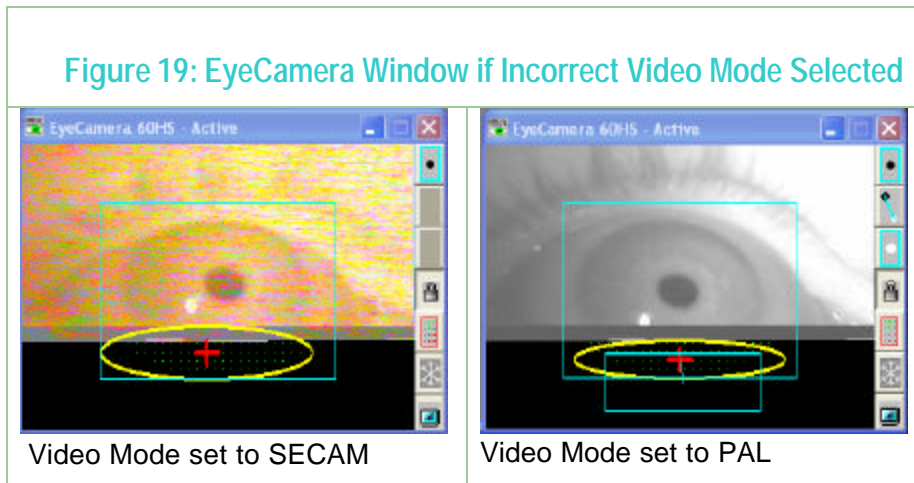 Figure 19: EyeCamera Window if Incorrect Video Mode Selected
EyeCamera 60HS - Active
EyeCamera 60HS - Active
Video Mode set to SECAM
Video Mode set to PAL